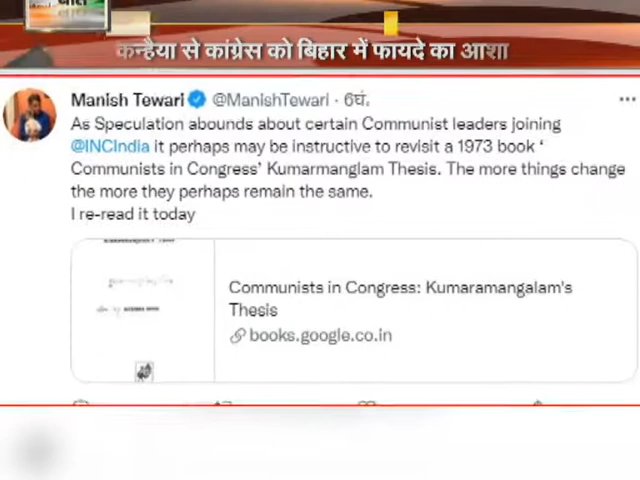 कन्हैया से कांग्रेस को बिहार में फायदे का आशा
Manish Tewari @ManishTewari · 6घं.
As Speculation abounds about certain Communist leaders joining
@INCIndia it perhaps may be instructive to revisit a 1973 book ‘
Communists in Congress’ Kumarmanglam Thesis. The more things change
the more they perhaps remain the same.
I re-read it today
Communists in Congress: Kumaramangalam's
Thesis
books.google.co.in